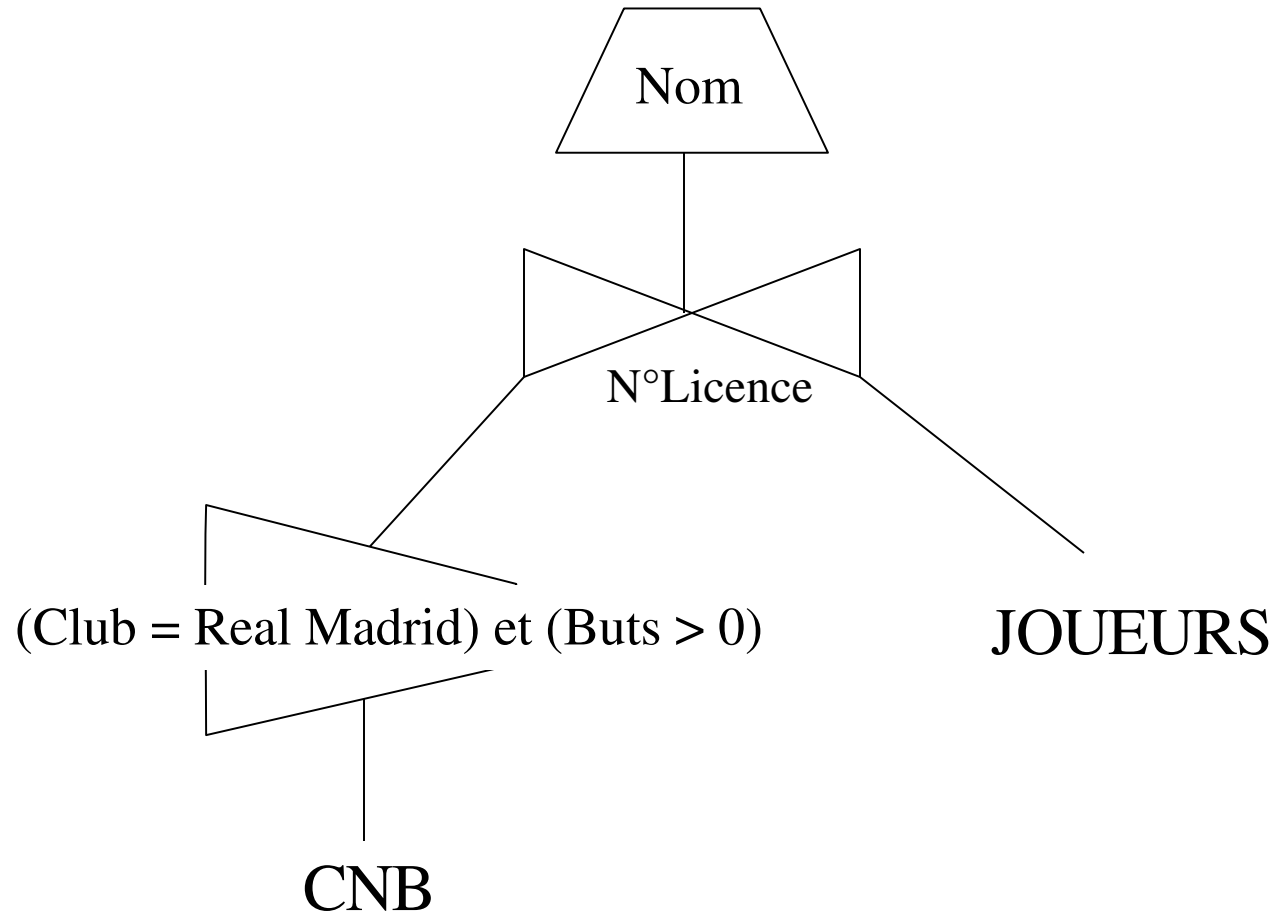 Nom
N°Licence
(Club = Real Madrid) et (Buts > 0)
JOUEURS
CNB